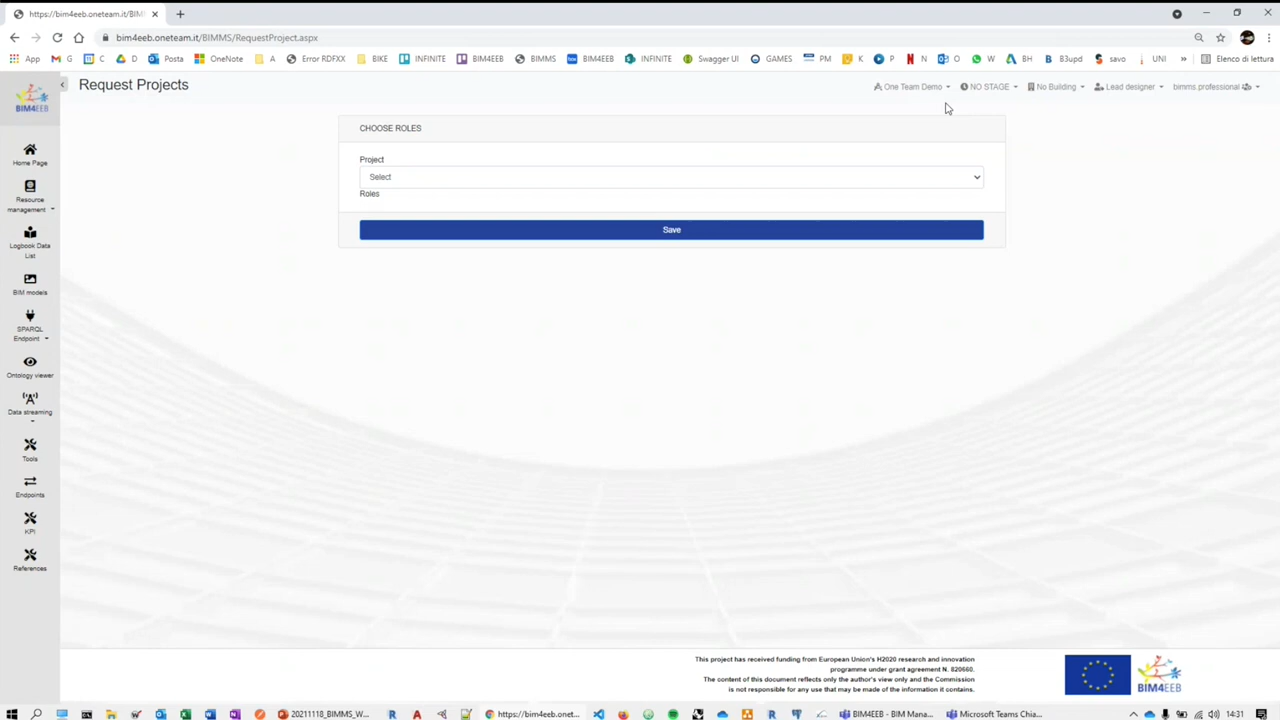 https://bim4eeb.oneteam.it/BIM
bim4eeb.oneteam.it/BIMMS/RequestProject.aspx
App
G
C
D
Posta
OneNote
A
Error RDFXX
BIKE
INFINITE
BIM4EEB
BIMMS
BIM4EEB
INFINITE
Swagger UI
GAMES
PM
K
P
N
O
W
BH
B3upd
savo
UNI
»
Elenco di lettura
BIM4EEB
Request Projects
One Team Demo
NO STAGE
No Building
Lead designer
bimms.professional
CHOOSE ROLES
Project
Select
Roles
Save
Home Page
Resource
management
Logbook Data
List
BIM models
SPARQL
Endpoint
Ontology viewer
Data streaming
Tools
Endpoints
KPI
References
This project has received funding from European Union's H2020 research and innovation
programme under grant agreement N. 820660.
The content of this document reflects only the author's view only and the Commission
is not responsible for any use that may be made of the information it contains.
BIM4EEB
20211118_BIMMS_W...
https://bim4eeb.onet...
BIM4EEB - BIM Mana...
Microsoft Teams Chia...
14:31